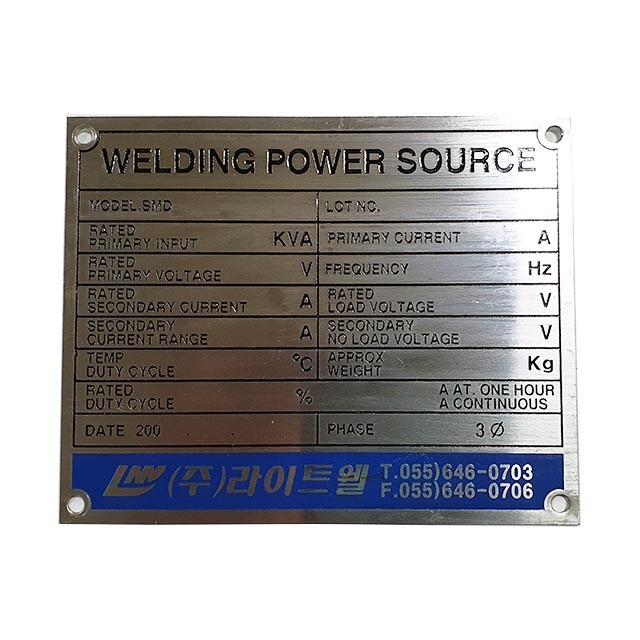 WELDING POWER SOURCE
MODEL.SMD LOT NO.
RATED
PRIMARY INPUT KVA PRIMARY CURRENT A
RATED
PRIMARY VOLTAGE V FREQUENCY Hz
RATED
SECONDARY CURRENT A RATED
LOAD VOLTAGE V
SECONDARY
CURRENT RANGE A SECONDARY
NO LOAD VOLTAGE V
TEMP
DUTY CYCLE °C APPROX
WEIGHT Kg
RATED
DUTY CYCLE % A AT. ONE HOUR
A CONTINUOUS
DATE 200 . . PHASE 3 Ø
LW (주)라이트웰 T.055)646-0703
F.055)646-0706